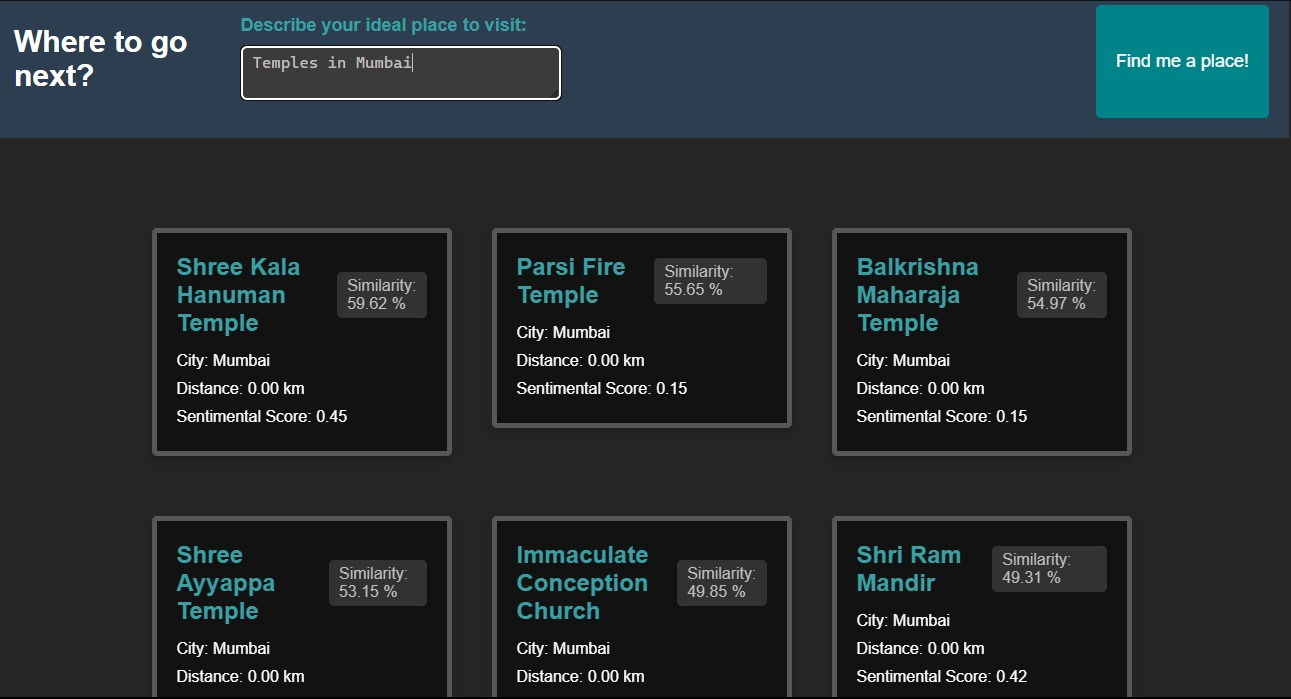 Where to go
next?
Describe your ideal place to visit:
Temples in Mumbai
Find me a place!
Shree Kala
Hanuman
Temple
Similarity:
59.62 %
City: Mumbai
Distance: 0.00 km
Sentimental Score: 0.45
Parsi Fire
Temple
Similarity:
55.65 %
City: Mumbai
Distance: 0.00 km
Sentimental Score: 0.15
Balkrishna
Maharaja
Temple
Similarity:
54.97 %
City: Mumbai
Distance: 0.00 km
Sentimental Score: 0.15
Shree
Ayyappa
Temple
Similarity:
53.15 %
City: Mumbai
Distance: 0.00 km
Immaculate
Conception
Church
Similarity:
49.85 %
City: Mumbai
Distance: 0.00 km
Shri Ram
Mandir
Similarity:
49.31 %
City: Mumbai
Distance: 0.00 km
Sentimental Score: 0.42